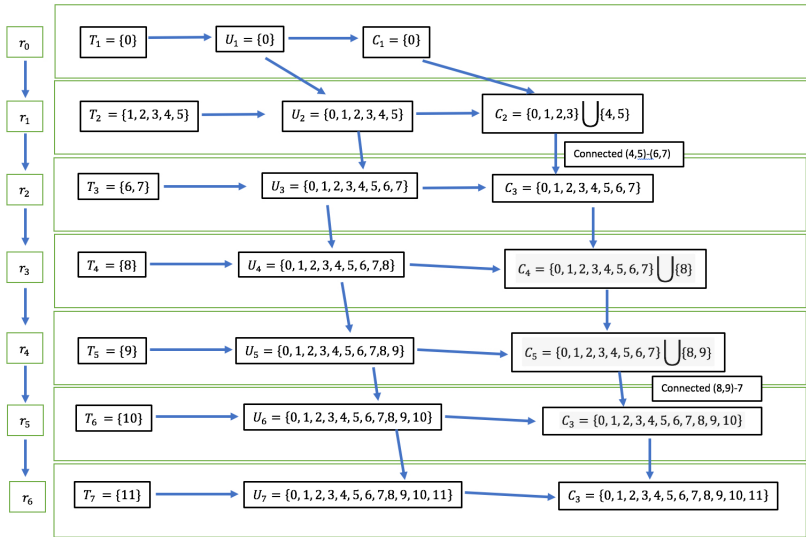 r₀ T₁ = {0} U₁ = {0} C₁ = {0}
r₁ T₂ = {1, 2, 3, 4, 5} U₂ = {0, 1, 2, 3, 4, 5} C₂ = {0, 1, 2, 3} ⋃ {4, 5}
Connected (4,5)-(6,7)
r₂ T₃ = {6, 7} U₃ = {0, 1, 2, 3, 4, 5, 6, 7} C₃ = {0, 1, 2, 3, 4, 5, 6, 7}
r₃ T₄ = {8} U₄ = {0, 1, 2, 3, 4, 5, 6, 7,8} C₄ = {0, 1, 2, 3, 4, 5, 6, 7} ⋃ {8}
r₄ T₅ = {9} U₅ = {0, 1, 2, 3, 4, 5, 6, 7,8, 9} C₅ = {0, 1, 2, 3, 4, 5, 6, 7} ⋃ {8, 9}
Connected (8,9)-7
r₅ T₆ = {10} U₆ = {0, 1, 2, 3, 4, 5, 6, 7,8, 9, 10} C₃ = {0, 1, 2, 3, 4, 5, 6, 7, 8, 9, 10}
r₆ T₇ = {11} U₇ = {0, 1, 2, 3, 4, 5, 6, 7,8, 9, 10, 11} C₃ = {0, 1, 2, 3, 4, 5, 6, 7, 8, 9, 10, 11}